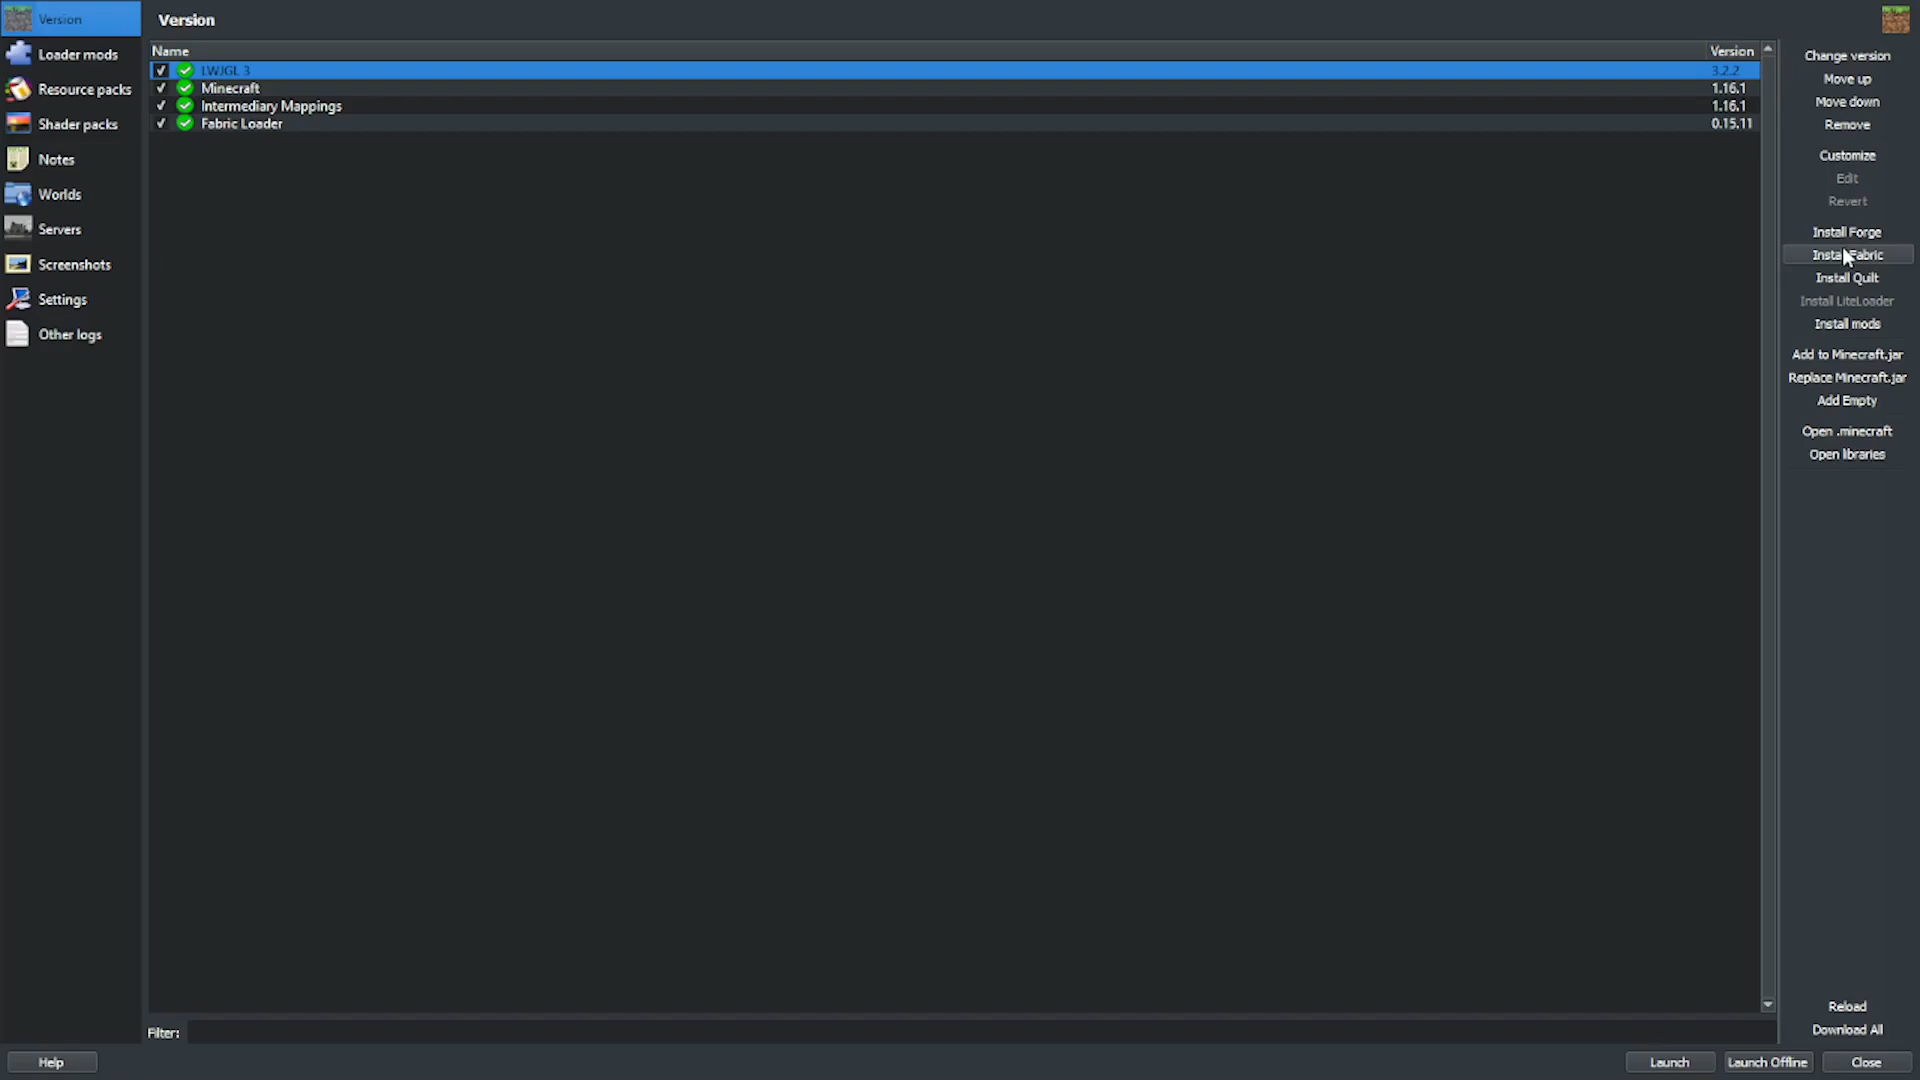 Version
Loader mods
Resource packs
Shader packs
Notes
Worlds
Servers
Screenshots
Settings
Other logs
Version
Name Version
LWJGL 3 3.2.2
Minecraft 1.16.1
Intermediary Mappings 1.16.1
Fabric Loader 0.15.11
Change version
Move up
Move down
Remove
Customize
Edit
Revert
Install Forge
Install Fabric
Install Quilt
Install LiteLoader
Install mods
Add to Minecraft.jar
Replace Minecraft.jar
Add Empty
Open .minecraft
Open libraries
Reload
Download All
Filter:
Help
Launch Launch Offline Close